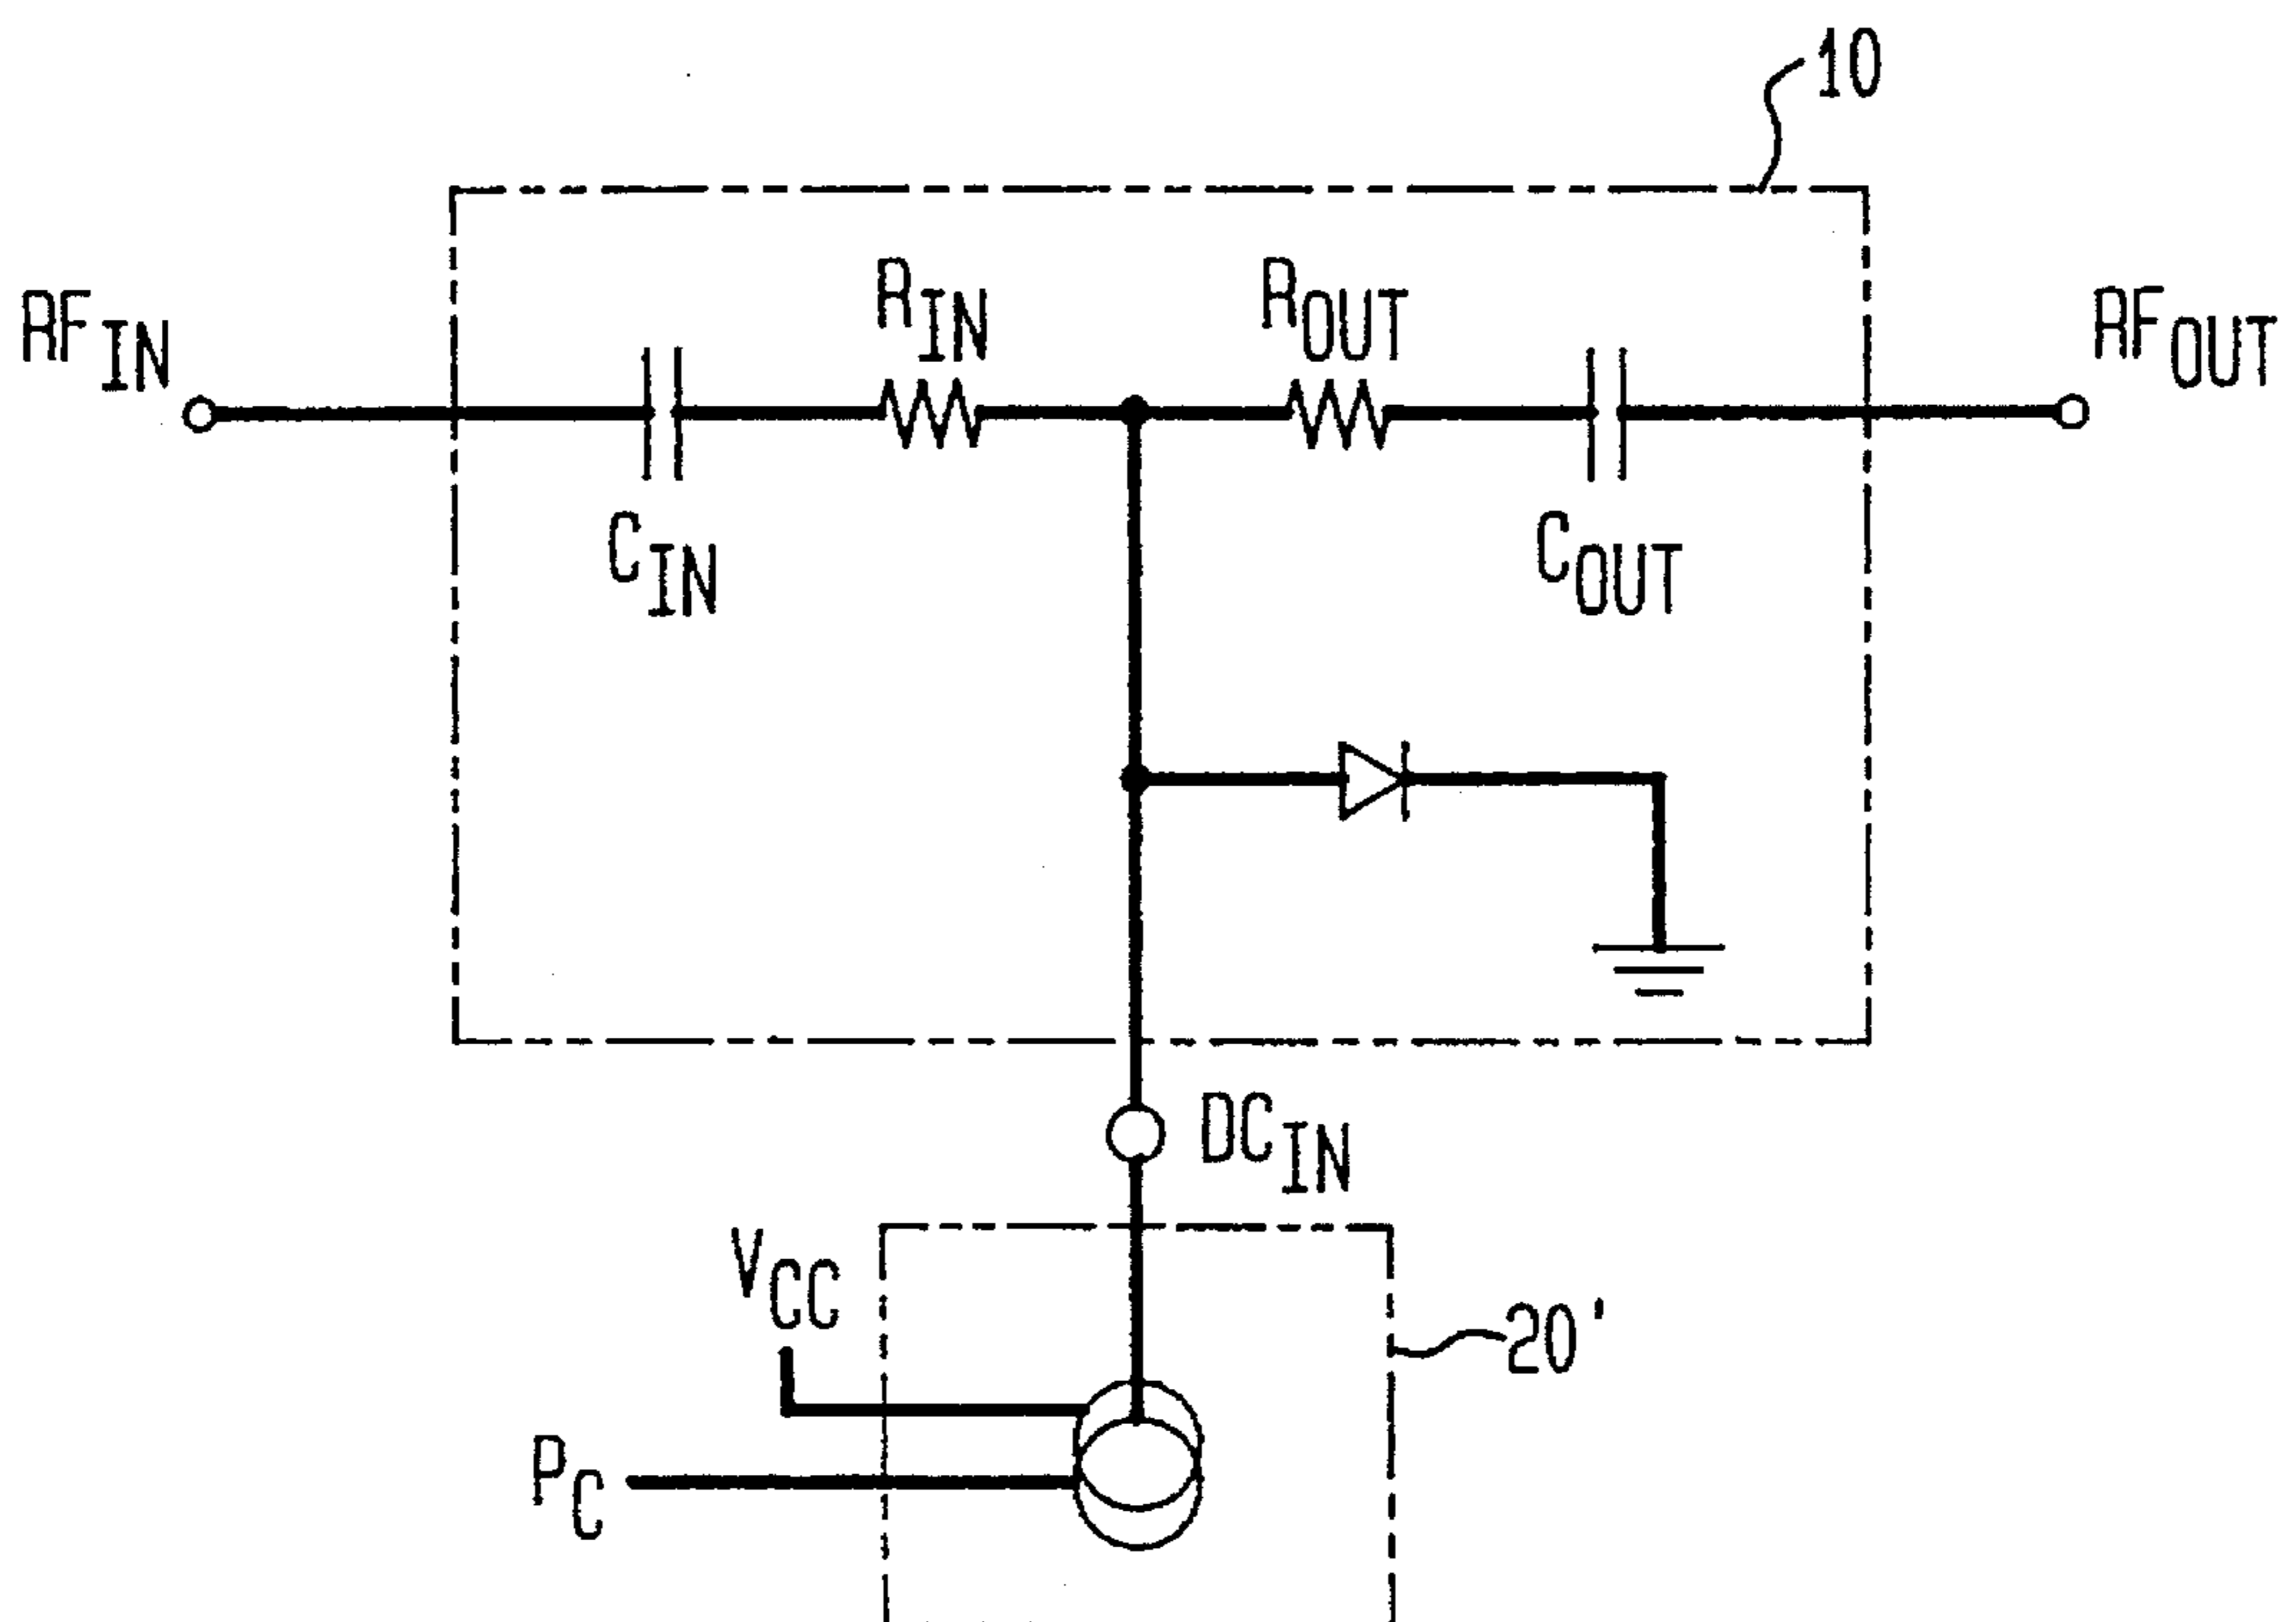 10
RF_IN
R_IN
R_OUT
RF_OUT
C_IN
C_OUT
DC_IN
V_CC
20'
P_C